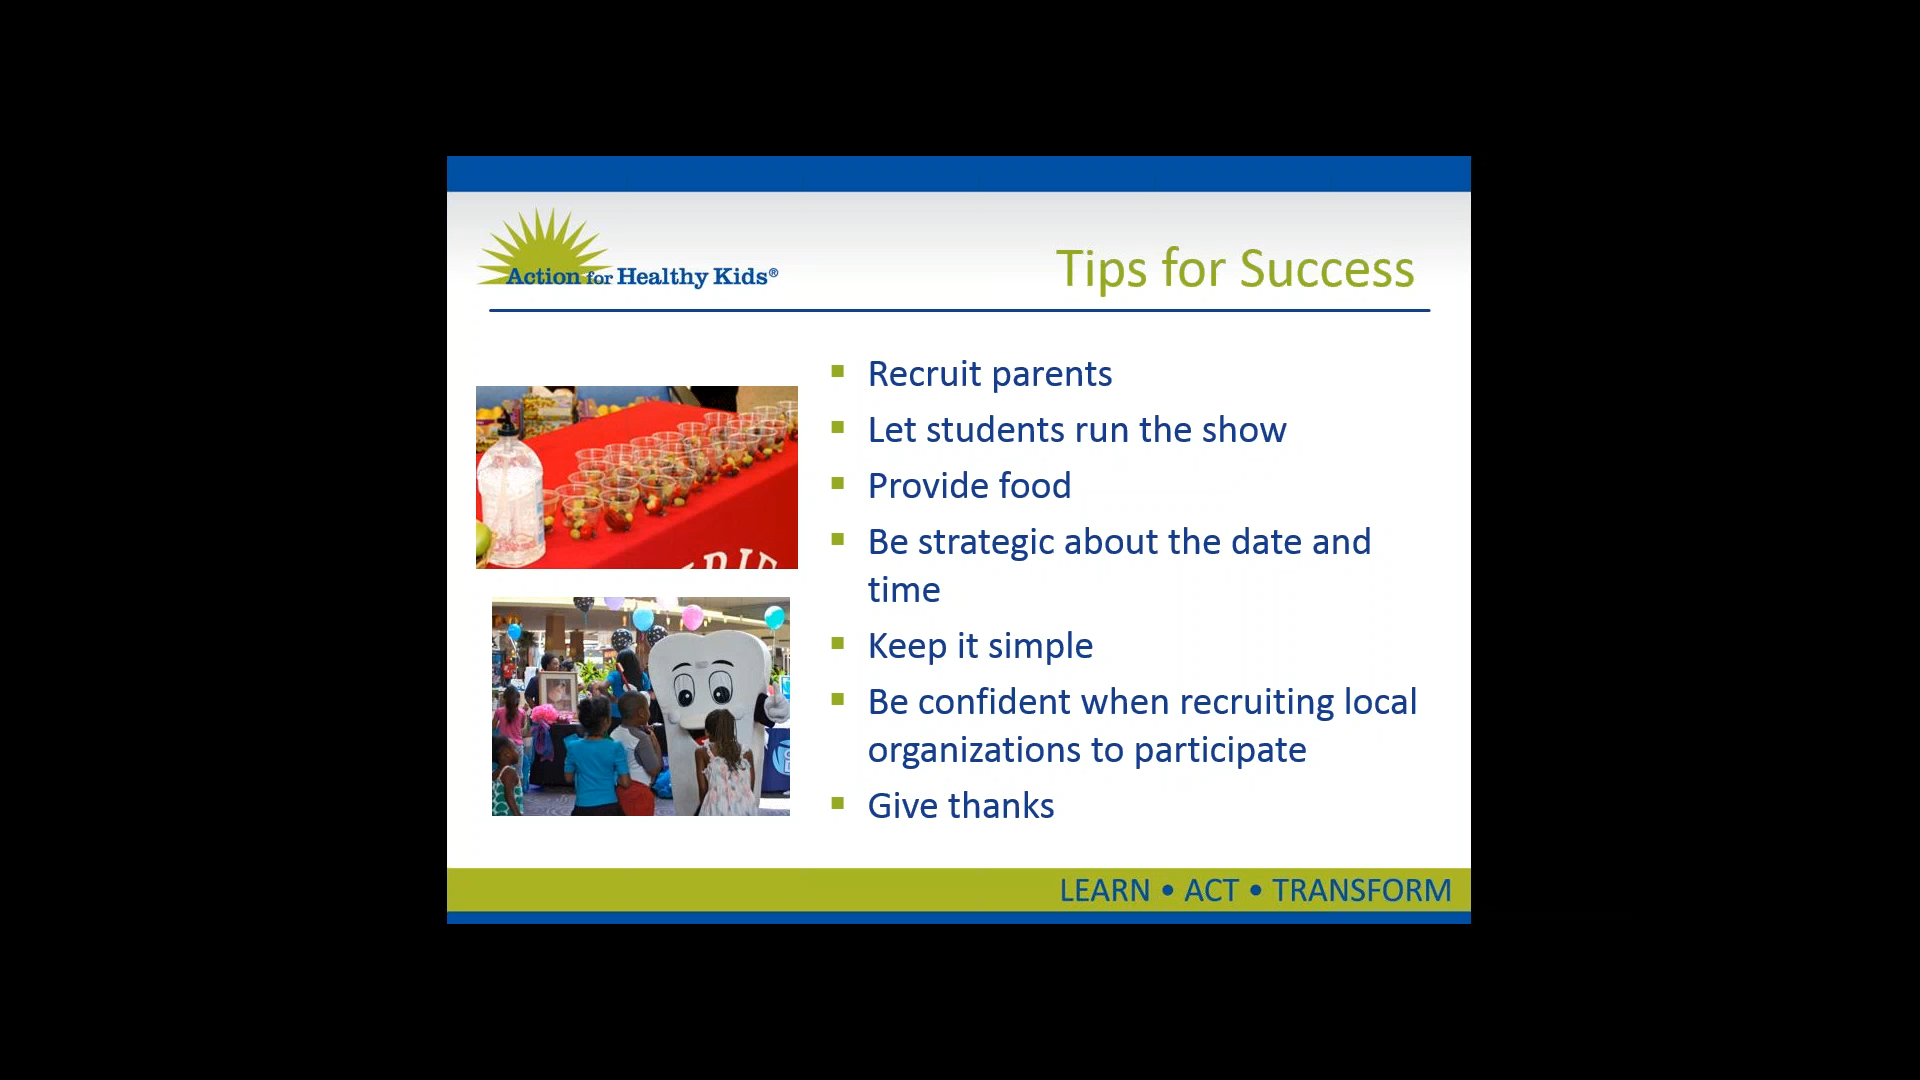 Action for Healthy Kids®
Tips for Success
Recruit parents
Let students run the show
Provide food
Be strategic about the date and
time
Keep it simple
Be confident when recruiting local
organizations to participate
Give thanks
LEARN • ACT • TRANSFORM